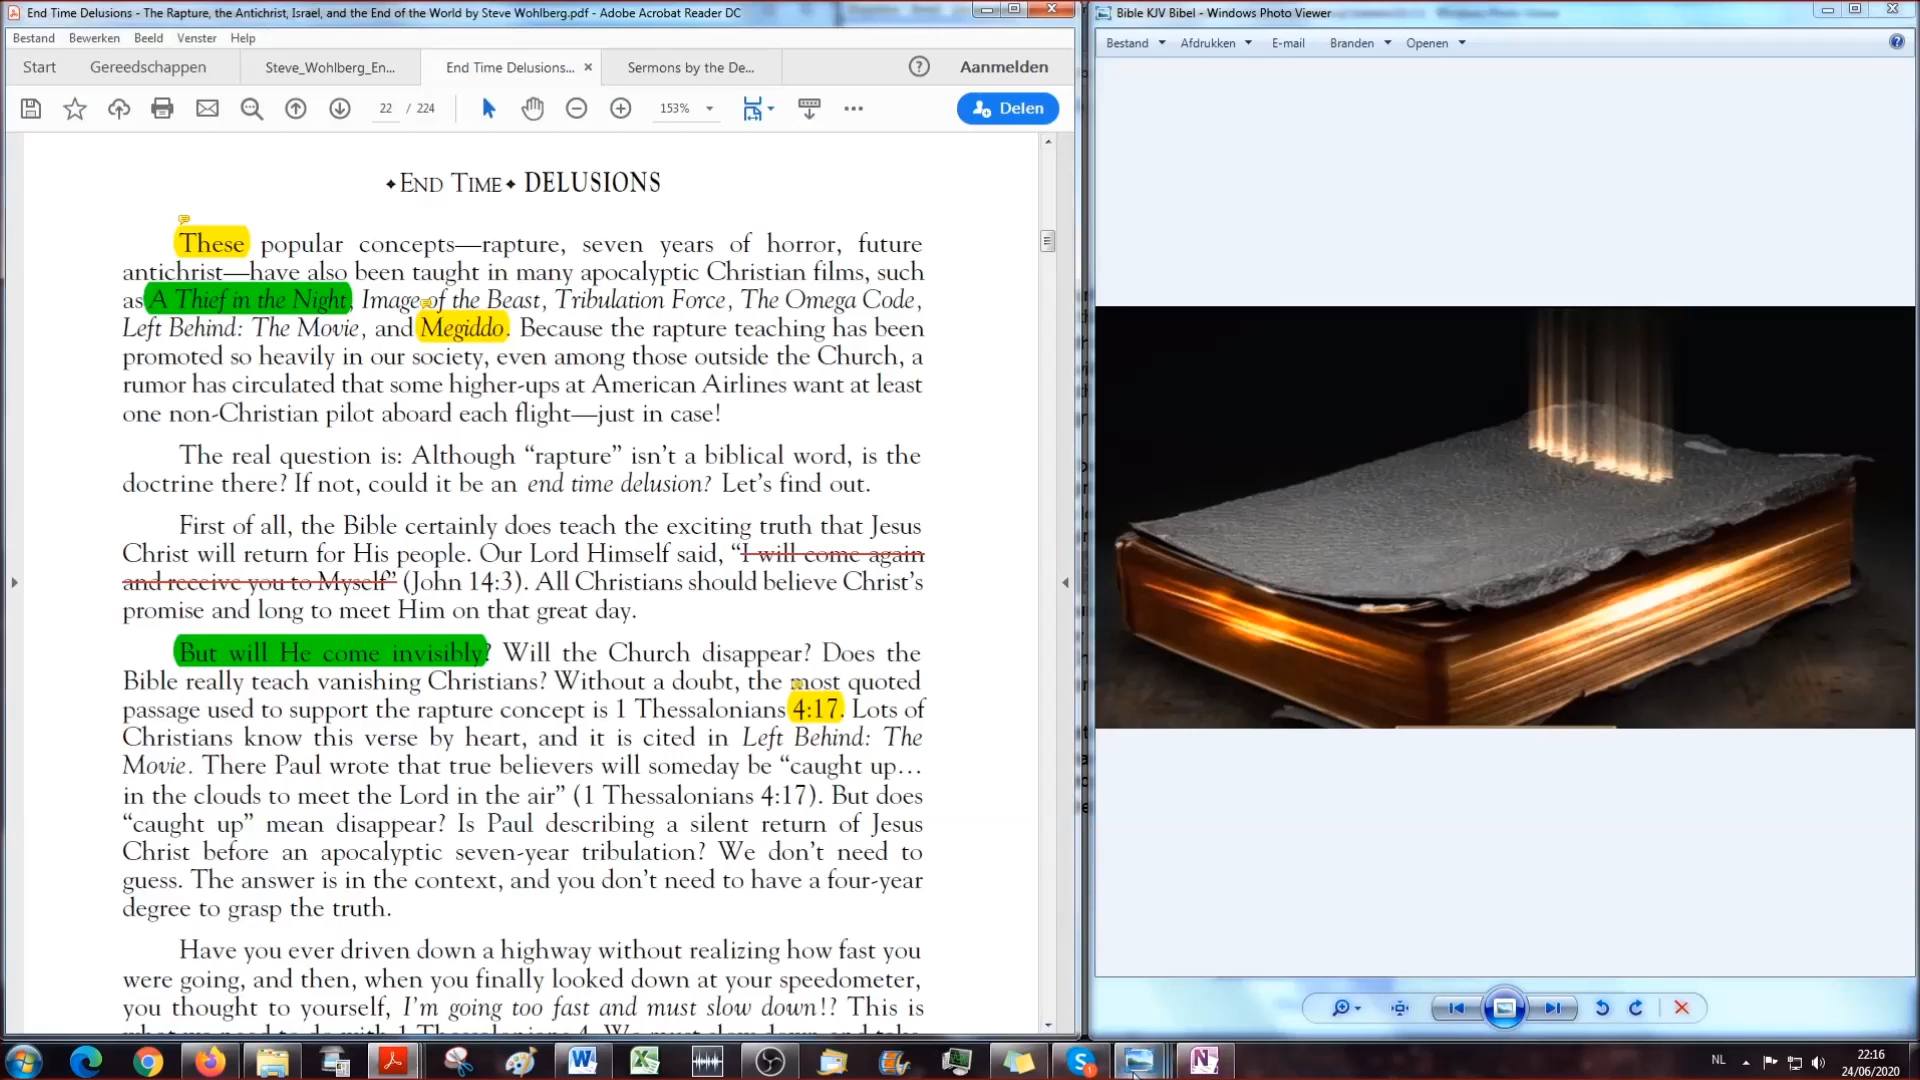 End Time Delusions - The Rapture, the Antichrist, Israel, and the End of the World by Steve Wohlberg.pdf - Adobe Acrobat Reader DC
Bestand Bewerken Beeld Venster Help
Start Gereedschappen Steve_Wohlberg_En... End Time Delusions... × Sermons by the De... Aanmelden
22 / 224 153% Delen
END TIME DELUSIONS
These popular concepts—rapture, seven years of horror, future
antichrist—have also been taught in many apocalyptic Christian films, such
as A Thief in the Night, Image of the Beast, Tribulation Force, The Omega Code,
Left Behind: The Movie, and Megiddo. Because the rapture teaching has been
promoted so heavily in our society, even among those outside the Church, a
rumor has circulated that some higher-ups at American Airlines want at least
one non-Christian pilot aboard each flight—just in case!
The real question is: Although “rapture” isn’t a biblical word, is the
doctrine there? If not, could it be an end time delusion? Let’s find out.
First of all, the Bible certainly does teach the exciting truth that Jesus
Christ will return for His people. Our Lord Himself said, “I will come again
and receive you to Myself” (John 14:3). All Christians should believe Christ’s
promise and long to meet Him on that great day.
But will He come invisibly? Will the Church disappear? Does the
Bible really teach vanishing Christians? Without a doubt, the most quoted
passage used to support the rapture concept is 1 Thessalonians 4:17. Lots of
Christians know this verse by heart, and it is cited in Left Behind: The
Movie. There Paul wrote that true believers will someday be “caught up…
in the clouds to meet the Lord in the air” (1 Thessalonians 4:17). But does
“caught up” mean disappear? Is Paul describing a silent return of Jesus
Christ before an apocalyptic seven-year tribulation? We don’t need to
guess. The answer is in the context, and you don’t need to have a four-year
degree to grasp the truth.
Have you ever driven down a highway without realizing how fast you
were going, and then, when you finally looked down at your speedometer,
you thought to yourself, I’m going too fast and must slow down!? This is
Bible KJV Bibel - Windows Photo Viewer
Bestand Afdrukken E-mail Branden Openen
NL
22:16
24/06/2020